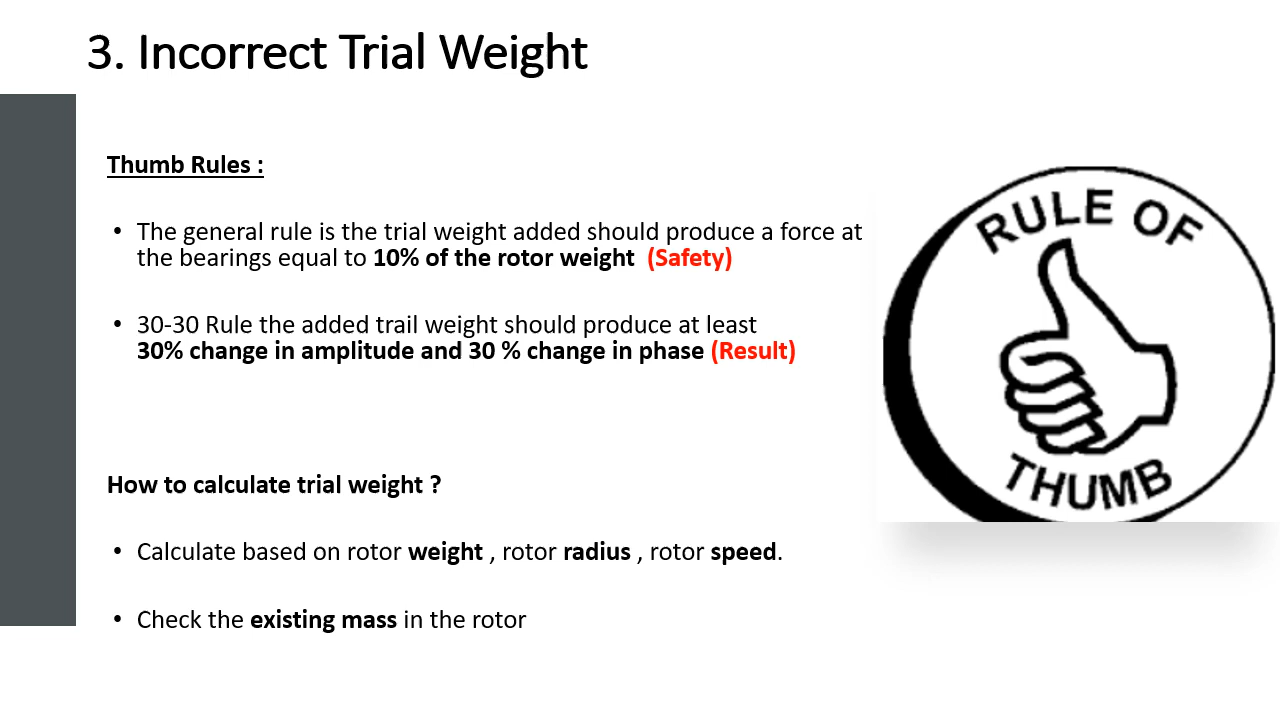 3. Incorrect Trial Weight
Thumb Rules :
• The general rule is the trial weight added should produce a force at
the bearings equal to 10% of the rotor weight (Safety)
• 30-30 Rule the added trail weight should produce at least
30% change in amplitude and 30 % change in phase (Result)
RULE OF
THUMB
How to calculate trial weight ?
• Calculate based on rotor weight , rotor radius , rotor speed.
• Check the existing mass in the rotor